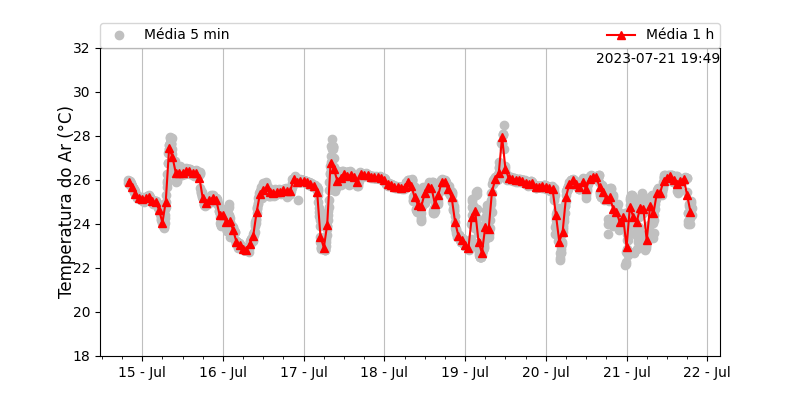 Média 5 min
Média 1 h
2023-07-21 19:49
Temperatura do Ar (°C)
32
30
28
26
24
22
20
18
15 - Jul
16 - Jul
17 - Jul
18 - Jul
19 - Jul
20 - Jul
21 - Jul
22 - Jul